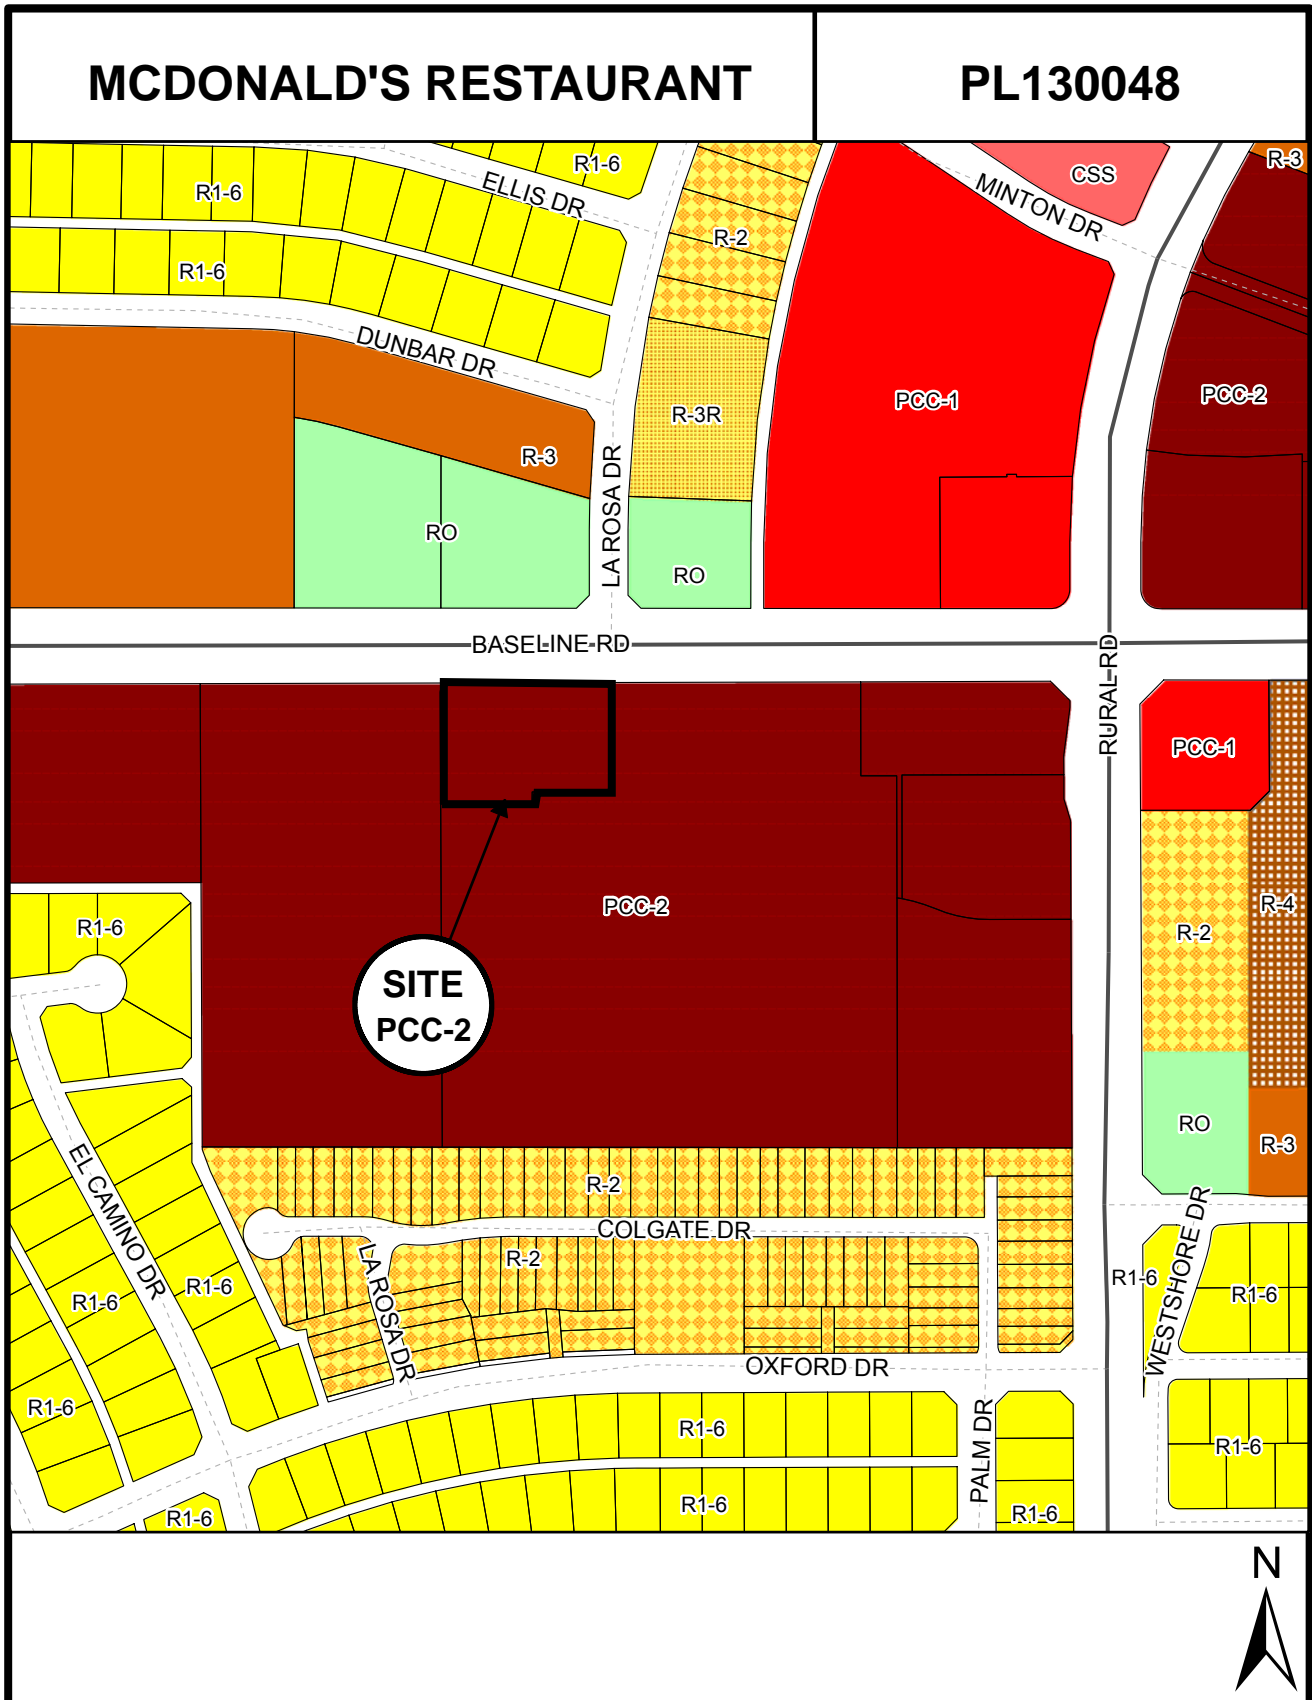 MCDONALD'S RESTAURANT
PL130048
R1-6
R1-6
ELLIS DR
CSS
R-3
MINTON DR
R-2
R1-6
DUNBAR DR
PCC-1
PCC-2
R-3R
R-3
LA ROSA DR
RO
RO
BASELINE RD
RURAL RD
PCC-1
PCC-2
R-4
R1-6
R-2
SITE
PCC-2
RO
R-3
EL CAMINO DR
R-2
COLGATE DR
WESTSHORE DR
R-2
LA ROSA DR
R1-6
R1-6
R1-6
R1-6
OXFORD DR
R1-6
R1-6
PALM DR
R1-6
R1-6
R1-6
R1-6
N